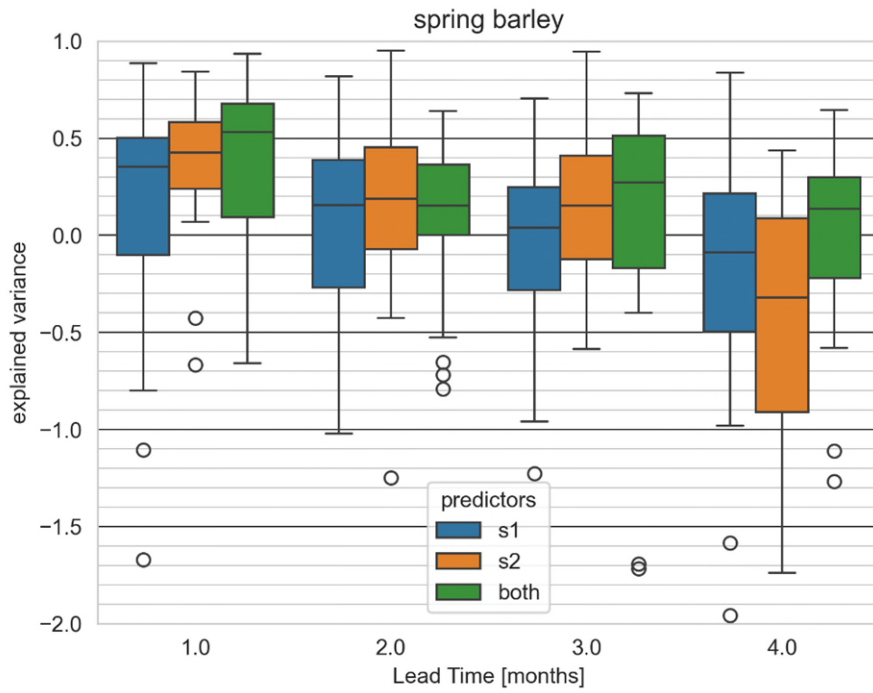 spring barley
1.0
0.5
0.0
−0.5
−1.0
−1.5
−2.0
explained variance
predictors
s1
s2
both
1.0 2.0 3.0 4.0
Lead Time [months]